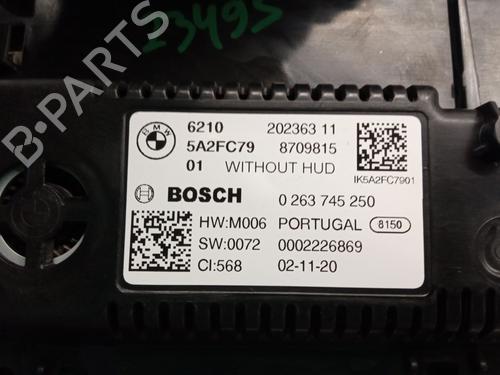 23495
BMW
6210 202363 11
5A2FC79 8709815
01 WITHOUT HUD
IK5A2FC7901
BOSCH 0 263 745 250
HW:M006 PORTUGAL 8150
SW:0072 0002226869
CI:568 02-11-20